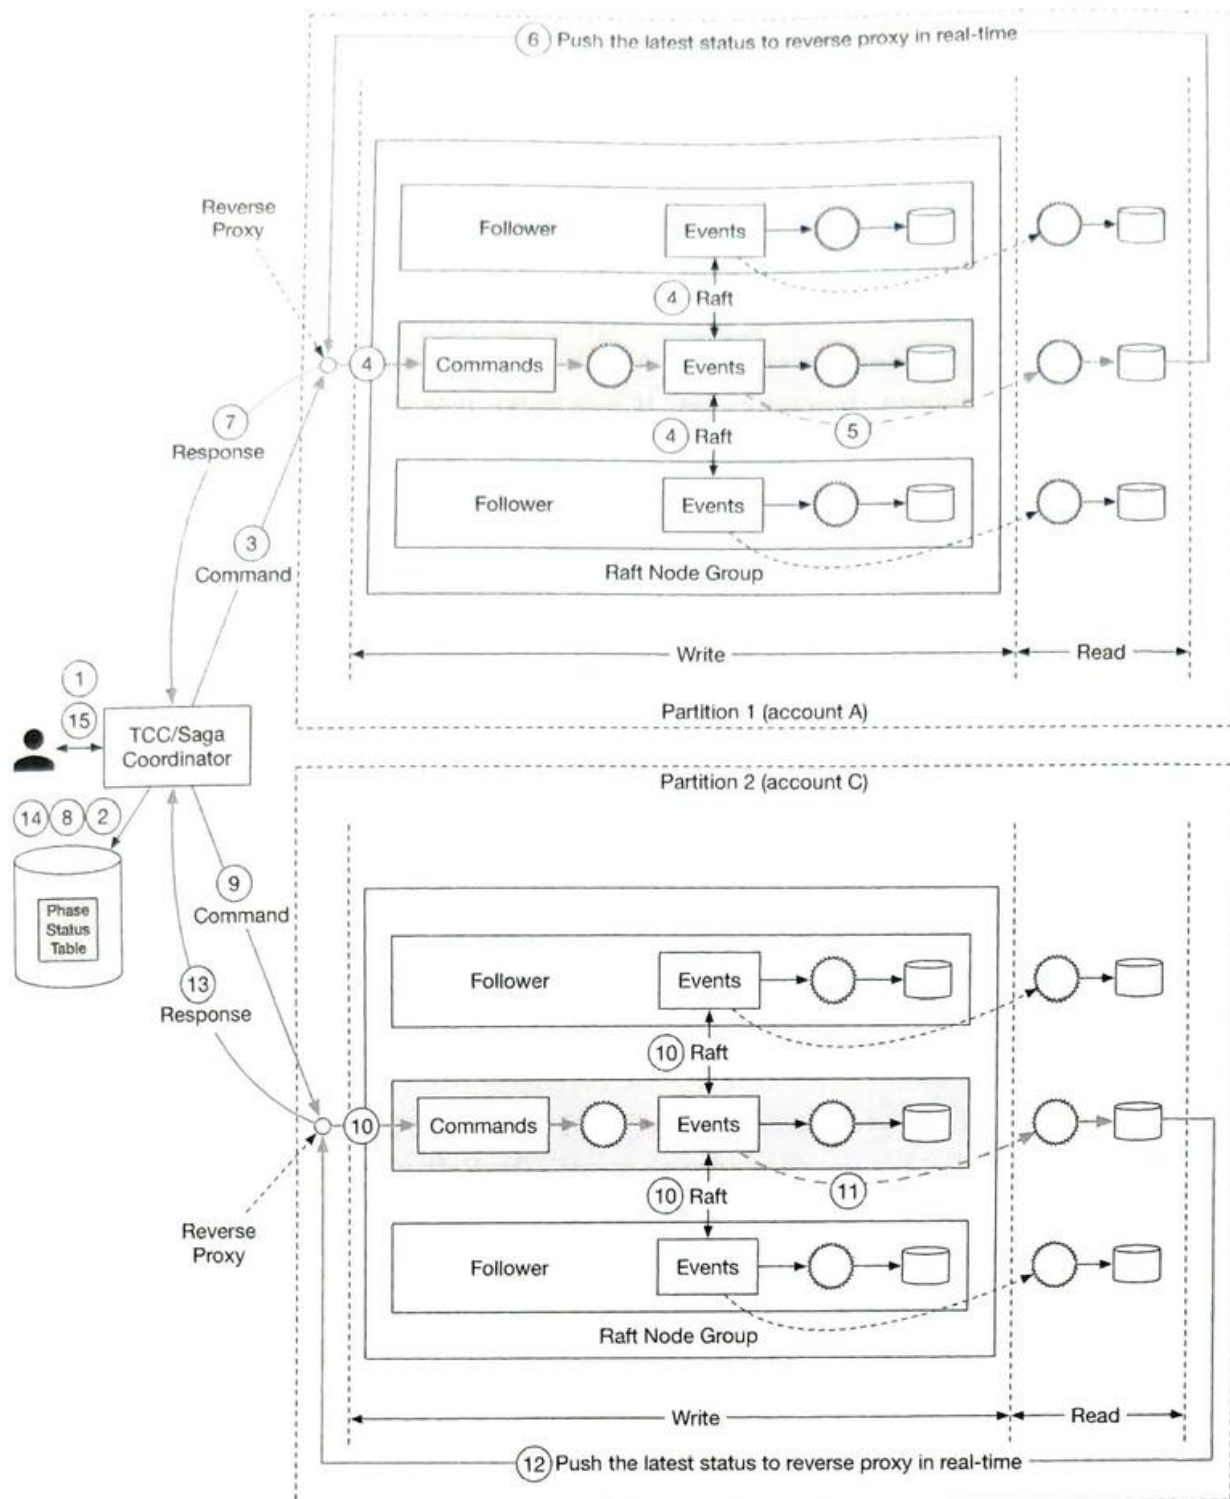 6 Push the latest status to reverse proxy in real-time
Reverse
Proxy
Follower
Events
4 Raft
4
Commands
Events
7
Response
4 Raft
5
Follower
Events
3
Command
Raft Node Group
Write
Read
1
15
Partition 1 (account A)
TCC/Saga
Coordinator
Partition 2 (account C)
14 8 2
9
Command
Phase
Status
Table
Follower
Events
13
Response
10 Raft
10
Commands
Events
10 Raft
11
Reverse
Proxy
Follower
Events
Raft Node Group
Write
Read
12 Push the latest status to reverse proxy in real-time